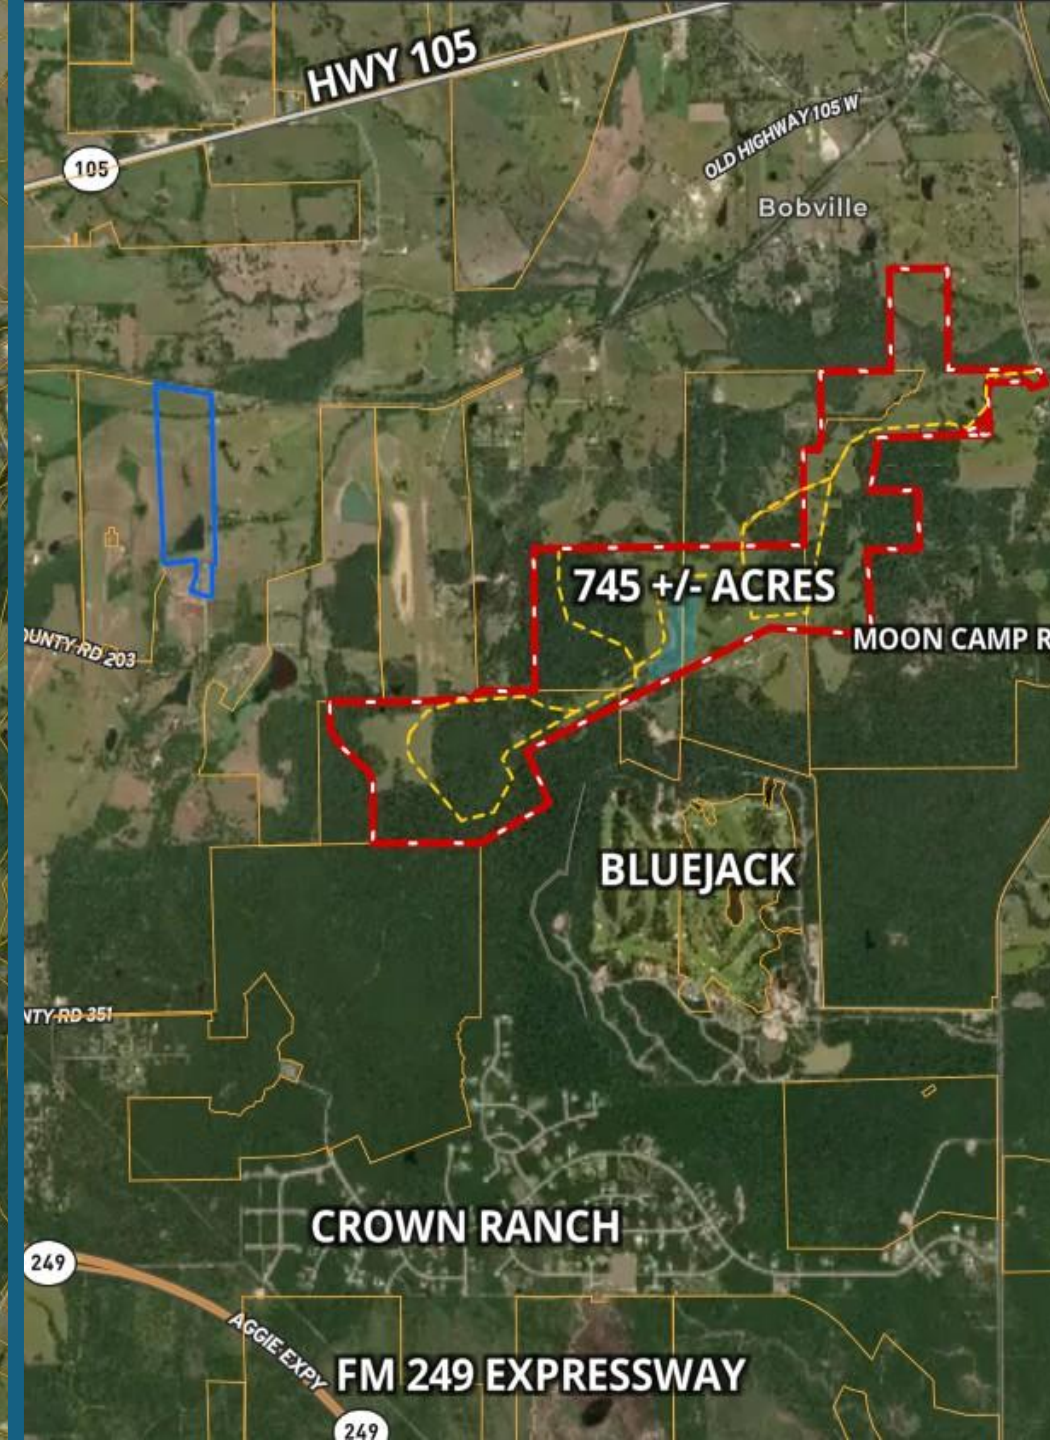 HWY 105
105
OLD HIGHWAY 105 W
Bobville
745 +/- ACRES
OUNTY RD 203
MOON CAMP R
BLUEJACK
NTY RD 351
CROWN RANCH
249
AGGIE EXPY
FM 249 EXPRESSWAY
249